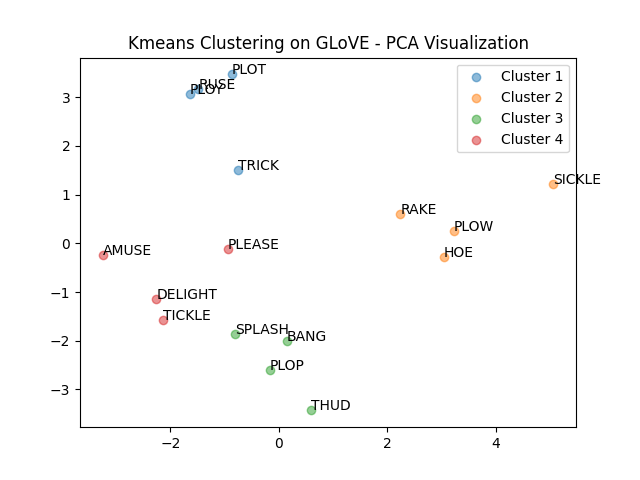 Kmeans Clustering on GLoVE - PCA Visualization
Cluster 1
Cluster 2
Cluster 3
Cluster 4
PLOT
RUSE
PLOY
TRICK
SICKLE
RAKE
PLOW
HOE
PLEASE
AMUSE
DELIGHT
TICKLE
SPLASH
BANG
PLOP
THUD
3
2
1
0
−1
−2
−3
−2 0 2 4